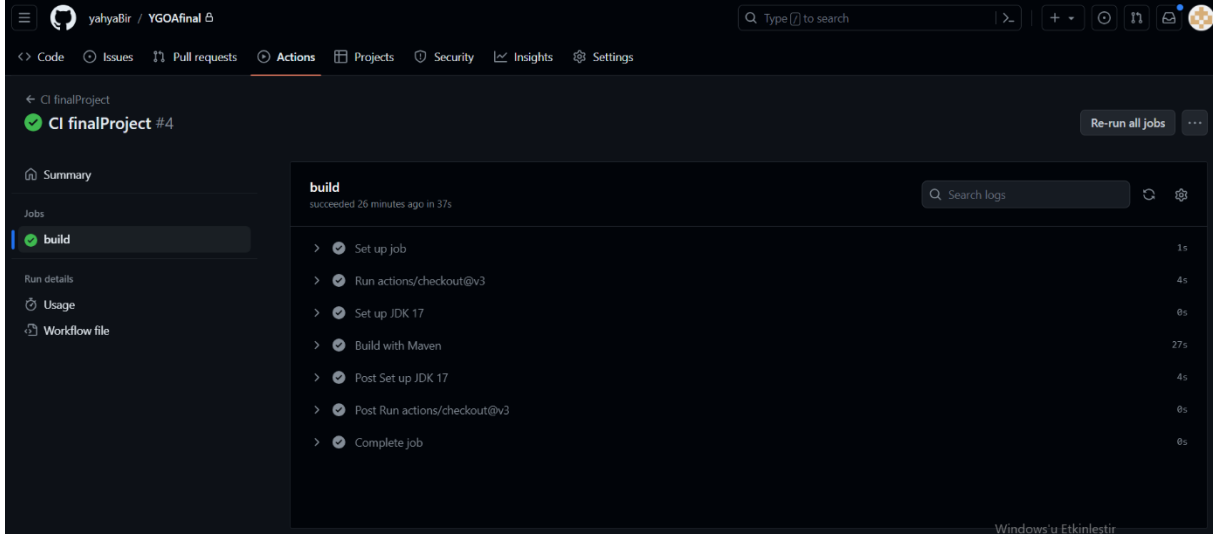 yahyaBir / YGOAfinal
Type / to search
Code Issues Pull requests Actions Projects Security Insights Settings
← CI finalProject
CI finalProject #4
Re-run all jobs
Summary
Jobs
build
Run details
Usage
Workflow file
build
succeeded 26 minutes ago in 37s
Search logs
Set up job 1s
Run actions/checkout@v3 4s
Set up JDK 17 0s
Build with Maven 27s
Post Set up JDK 17 4s
Post Run actions/checkout@v3 0s
Complete job 0s
Windows'u Etkinleştir